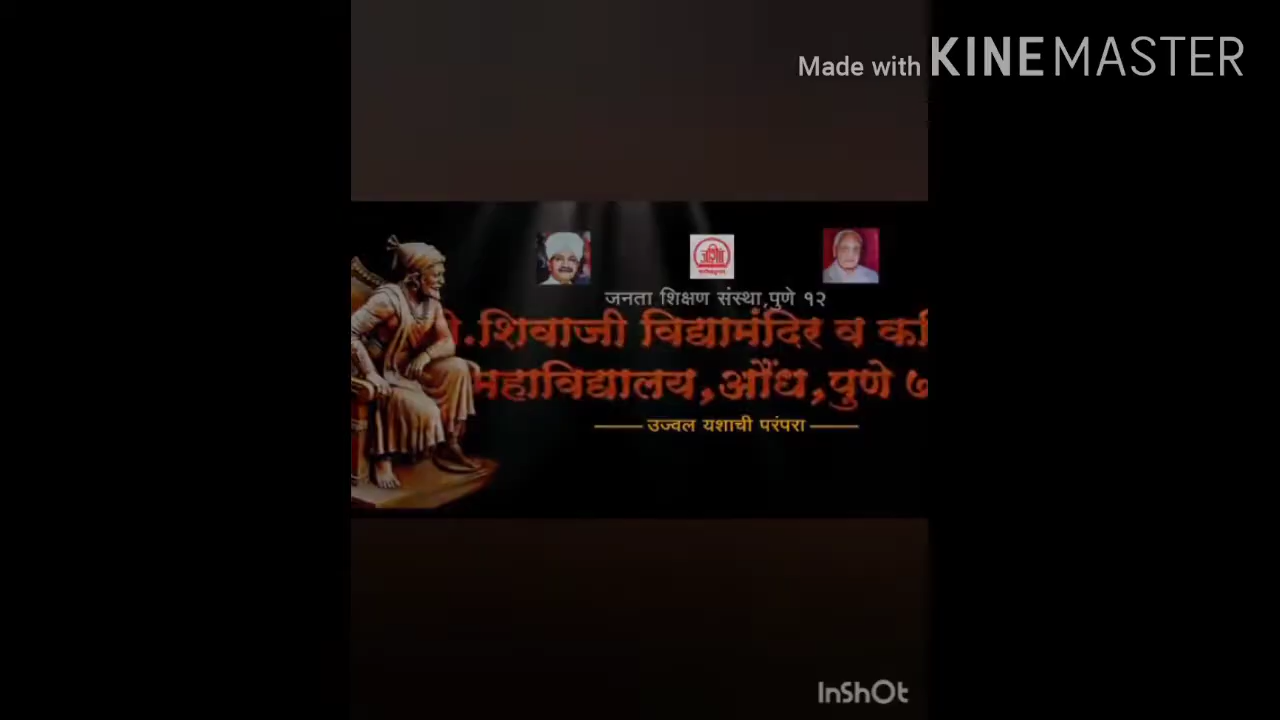 Made with KINEMASTER
जनता शिक्षण संस्था,पुणे १२
.शिवाजी विद्यामंदिर व
महाविद्यालय,औंध,पुणे
उज्वल यशाची परंपरा
InShOt